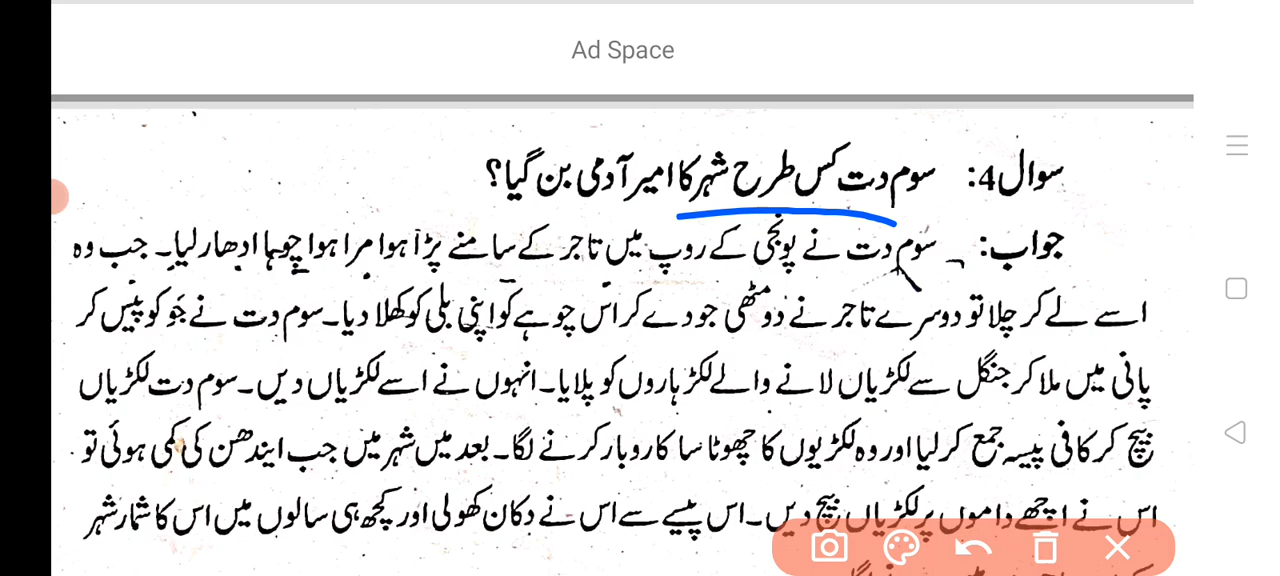 Ad Space
سوال 4: سوم دت کس طرح شہر کا امیر آدمی بن گیا؟
جواب: سوم دت نے پونجی کے روپ میں تاجر کے سامنے پڑا ہوا مرا ہوا چوہا ادھار لیا۔ جب وہ
اسے لے کر چلا تو دوسرے تاجر نے دو مٹھی جو دے کر اس چوہے کو اپنی بلی کو کھلا دیا۔ سوم دت نے جَو کو پیس کر
پانی میں ملا کر جنگل سے لکڑیاں لانے والے لکڑہاروں کو پلایا۔ انہوں نے اسے لکڑیاں دیں۔ سوم دت لکڑیاں
بیچ کر کافی پیسہ جمع کر لیا اور وہ لکڑیوں کا چھوٹا سا کاروبار کرنے لگا۔ بعد میں شہر میں جب ایندھن کی کمی ہوئی تو
اس نے اچھے داموں پر لکڑیاں بیچ دیں۔ اس پیسے سے اس نے دکان کھولی اور کچھ ہی سالوں میں اس کا شمار شہر